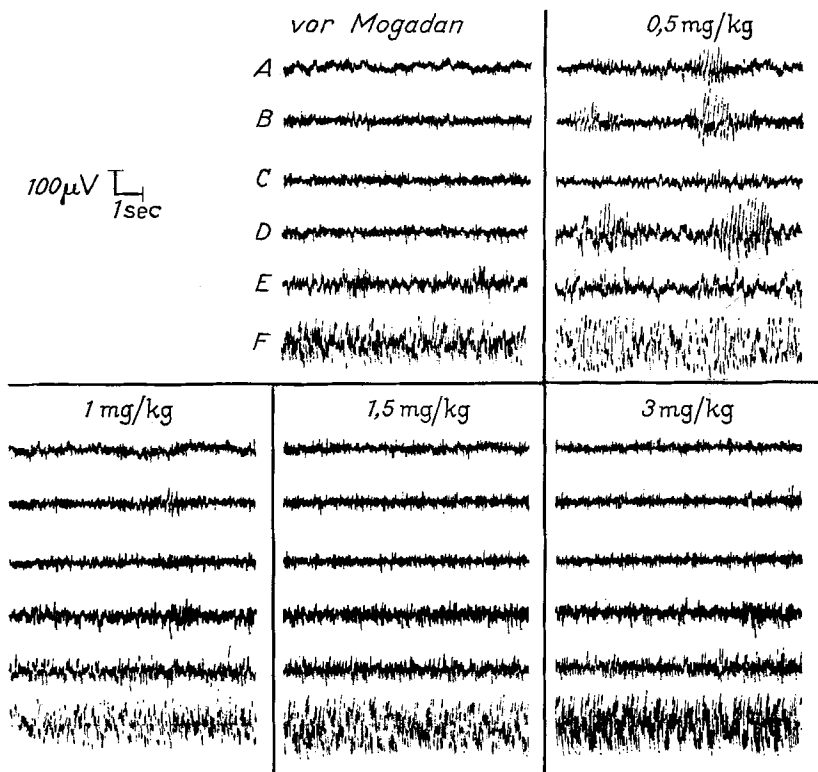 vor Mogadan
0,5 mg/kg
A
B
C
D
E
F
100µV
1sec
1 mg/kg
1,5 mg/kg
3 mg/kg